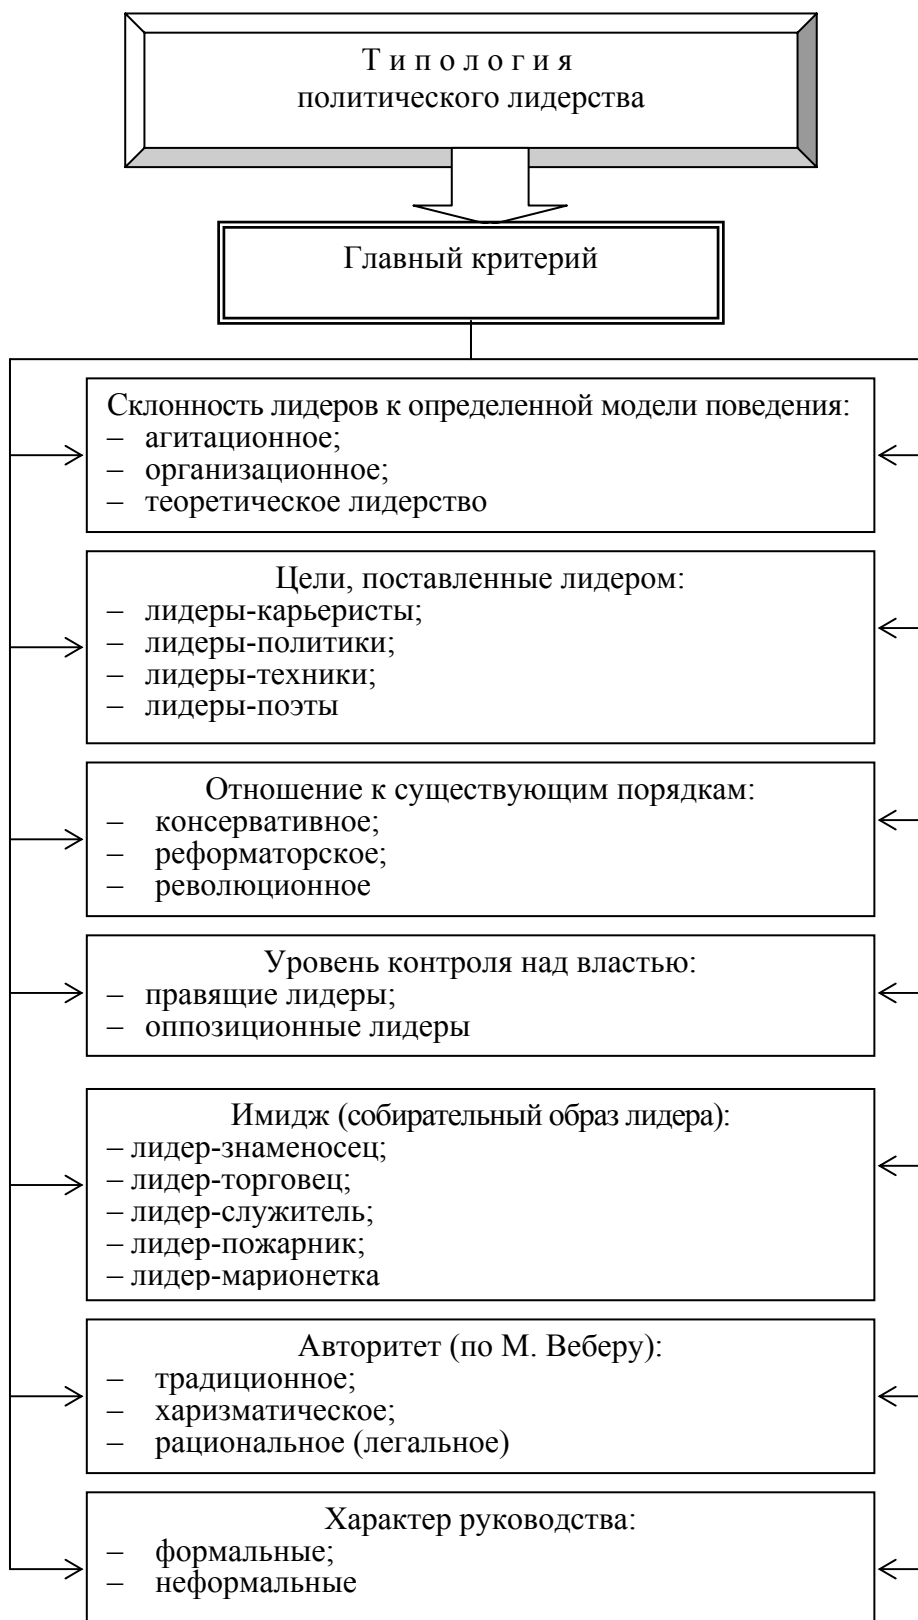 Т и п о л о г и я
политического лидерства
Главный критерий
Склонность лидеров к определенной модели поведения:
– агитационное;
– организационное;
– теоретическое лидерство
Цели, поставленные лидером:
– лидеры-карьеристы;
– лидеры-политики;
– лидеры-техники;
– лидеры-поэты
Отношение к существующим порядкам:
– консервативное;
– реформаторское;
– революционное
Уровень контроля над властью:
– правящие лидеры;
– оппозиционные лидеры
Имидж (собирательный образ лидера):
– лидер-знаменосец;
– лидер-торговец;
– лидер-служитель;
– лидер-пожарник;
– лидер-марионетка
Авторитет (по М. Веберу):
– традиционное;
– харизматическое;
– рациональное (легальное)
Характер руководства:
– формальные;
– неформальные